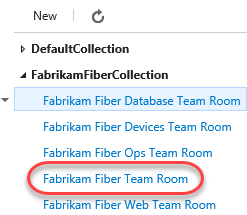 New
DefaultCollection
FabrikamFiberCollection
Fabrikam Fiber Database Team Room
Fabrikam Fiber Devices Team Room
Fabrikam Fiber Ops Team Room
Fabrikam Fiber Team Room
Fabrikam Fiber Web Team Room